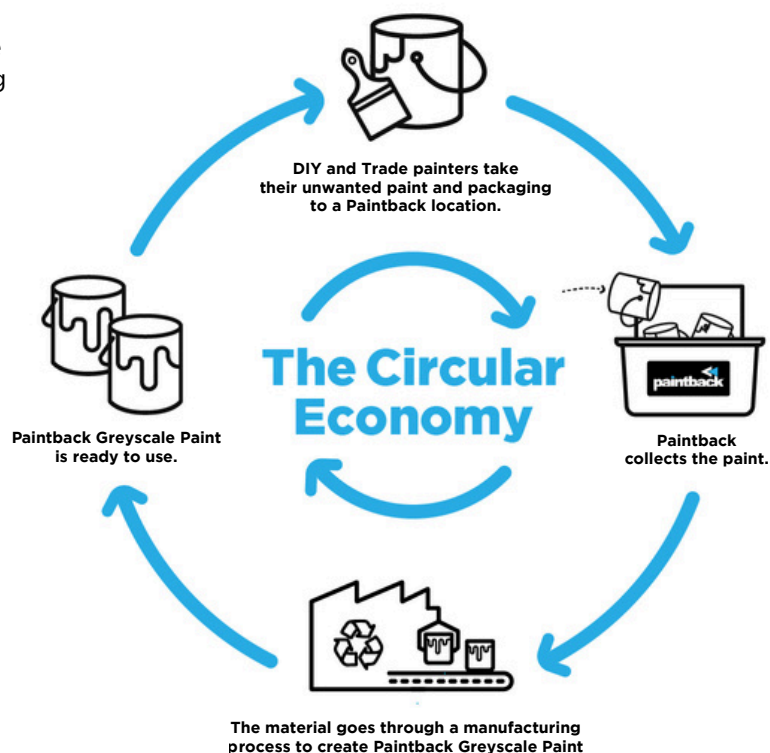 g
DIY and Trade painters take
their unwanted paint and packaging
to a Paintback location.
paintback
Paintback
collects the paint.
The Circular
Economy
Paintback Greyscale Paint
is ready to use.
The material goes through a manufacturing
process to create Paintback Greyscale Paint